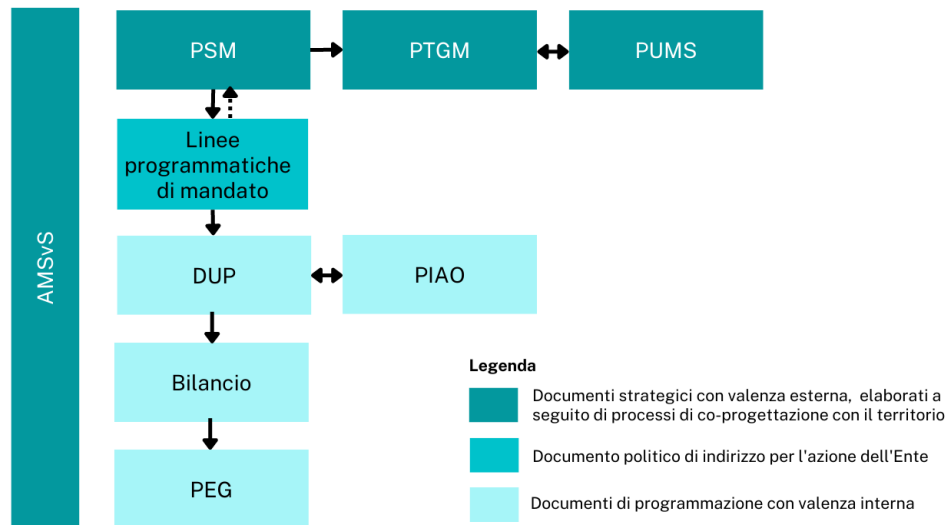 PSM
PTGM
PUMS
Linee
programmatiche
di mandato
AMSvS
DUP
PIAO
Bilancio
PEG
Legenda
Documenti strategici con valenza esterna, elaborati a
seguito di processi di co-progettazione con il territorio
Documento politico di indirizzo per l'azione dell'Ente
Documenti di programmazione con valenza interna